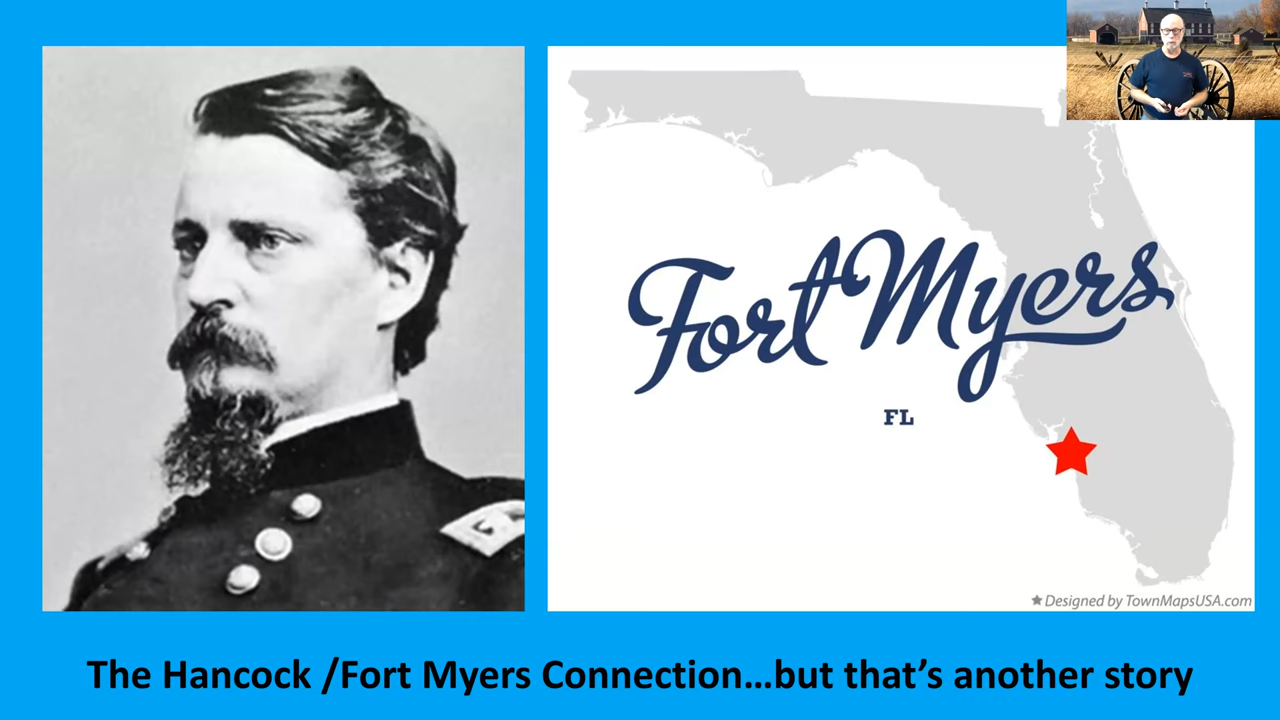 Fort Myers
FL
Designed by TownMapsUSA.com
The Hancock /Fort Myers Connection…but that’s another story